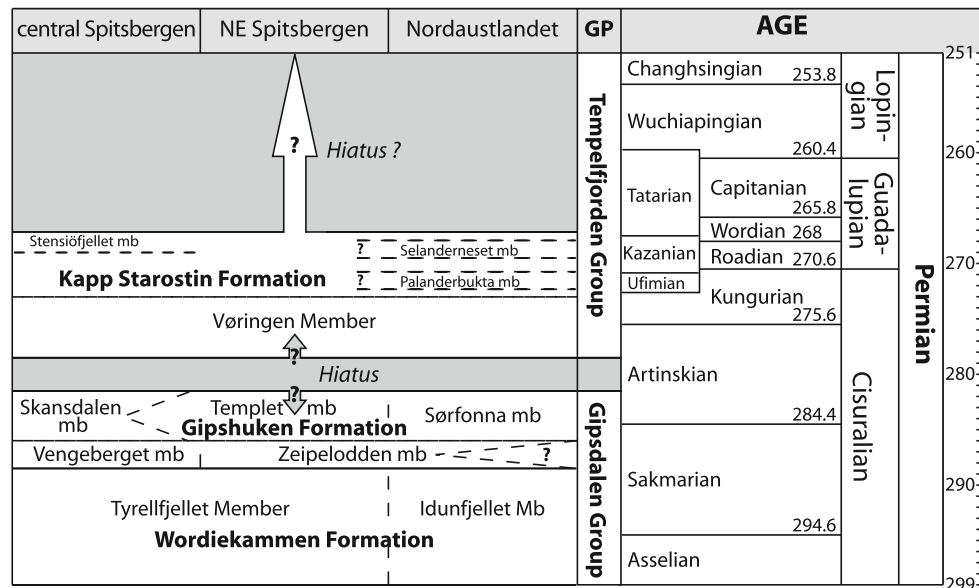 central Spitsbergen NE Spitsbergen Nordaustlandet GP AGE
251
Changhsingian 253.8
Lopin-
gian
Wuchiapingian
260.4
260
? Hiatus ?
Tempelfjorden Group
Tatarian
Capitanian
265.8
Guada-
lupian
Wordian 268
Stensiöfjellet mb
? Selanderneset mb
Kazanian
Roadian 270.6
270
Kapp Starostin Formation
? Palanderbukta mb
Ufimian
Kungurian
275.6
Permian
Vøringen Member
?
Hiatus
?
Artinskian
280
284.4
Cisuralian
Skansdalen
mb
Templet mb
Sørfonna mb
Gipshuken Formation
Gipsdalen Group
Vengeberget mb
Zeipelodden mb
?
Sakmarian
290
294.6
Tyrellfjellet Member
Idunfjellet Mb
Wordiekammen Formation
Asselian
299